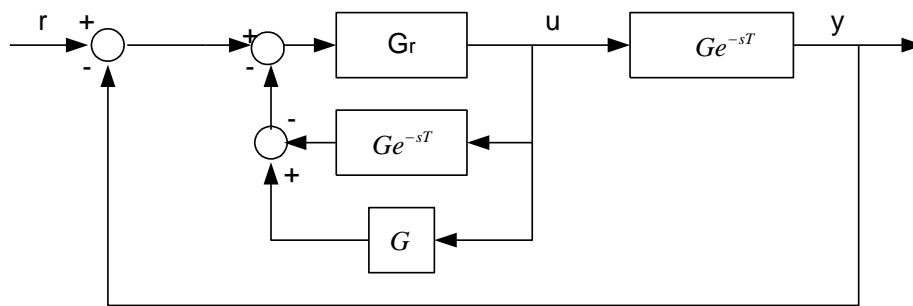 r
+
-
+
-
Gr
u
Ge^{-sT}
y
-
Ge^{-sT}
+
G